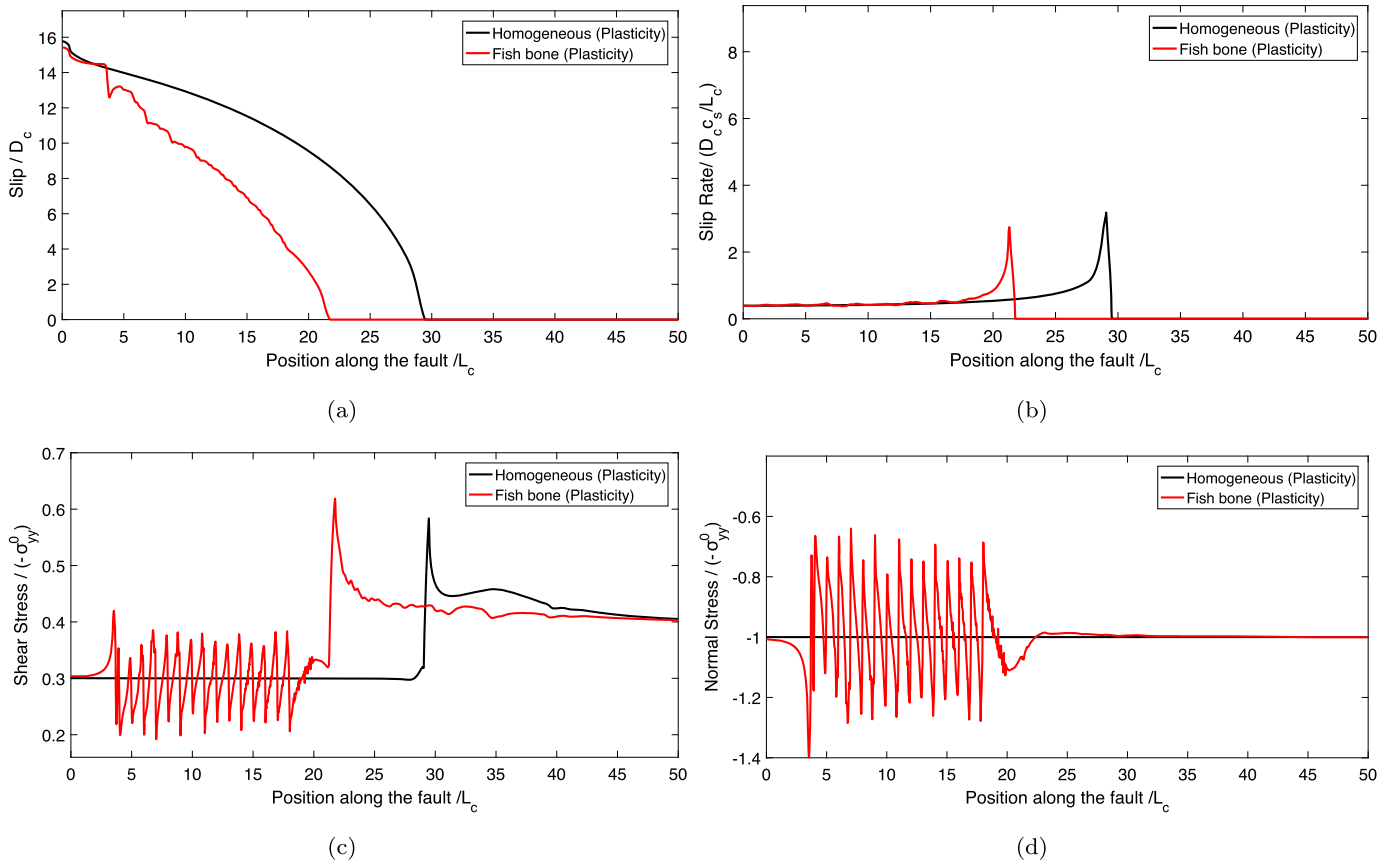 Homogeneous (Plasticity)
Fish bone (Plasticity)
Slip / D_c
16
14
12
10
8
6
4
2
0
0 5 10 15 20 25 30 35 40 45 50
Position along the fault /L_c
(a)
Homogeneous (Plasticity)
Fish bone (Plasticity)
Slip Rate/ (D_c c_s/L_c)
8
6
4
2
0
0 5 10 15 20 25 30 35 40 45 50
Position along the fault /L_c
(b)
Homogeneous (Plasticity)
Fish bone (Plasticity)
Shear Stress / (-σ^0_yy)
0.7
0.6
0.5
0.4
0.3
0.2
0 5 10 15 20 25 30 35 40 45 50
Position along the fault /L_c
(c)
Homogeneous (Plasticity)
Fish bone (Plasticity)
Normal Stress / (-σ^0_yy)
-0.6
-0.8
-1
-1.2
-1.4
0 5 10 15 20 25 30 35 40 45 50
Position along the fault /L_c
(d)